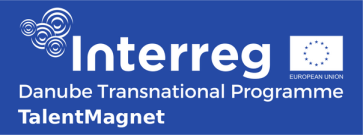 Interreg
EUROPEAN UNION
Danube Transnational Programme
TalentMagnet